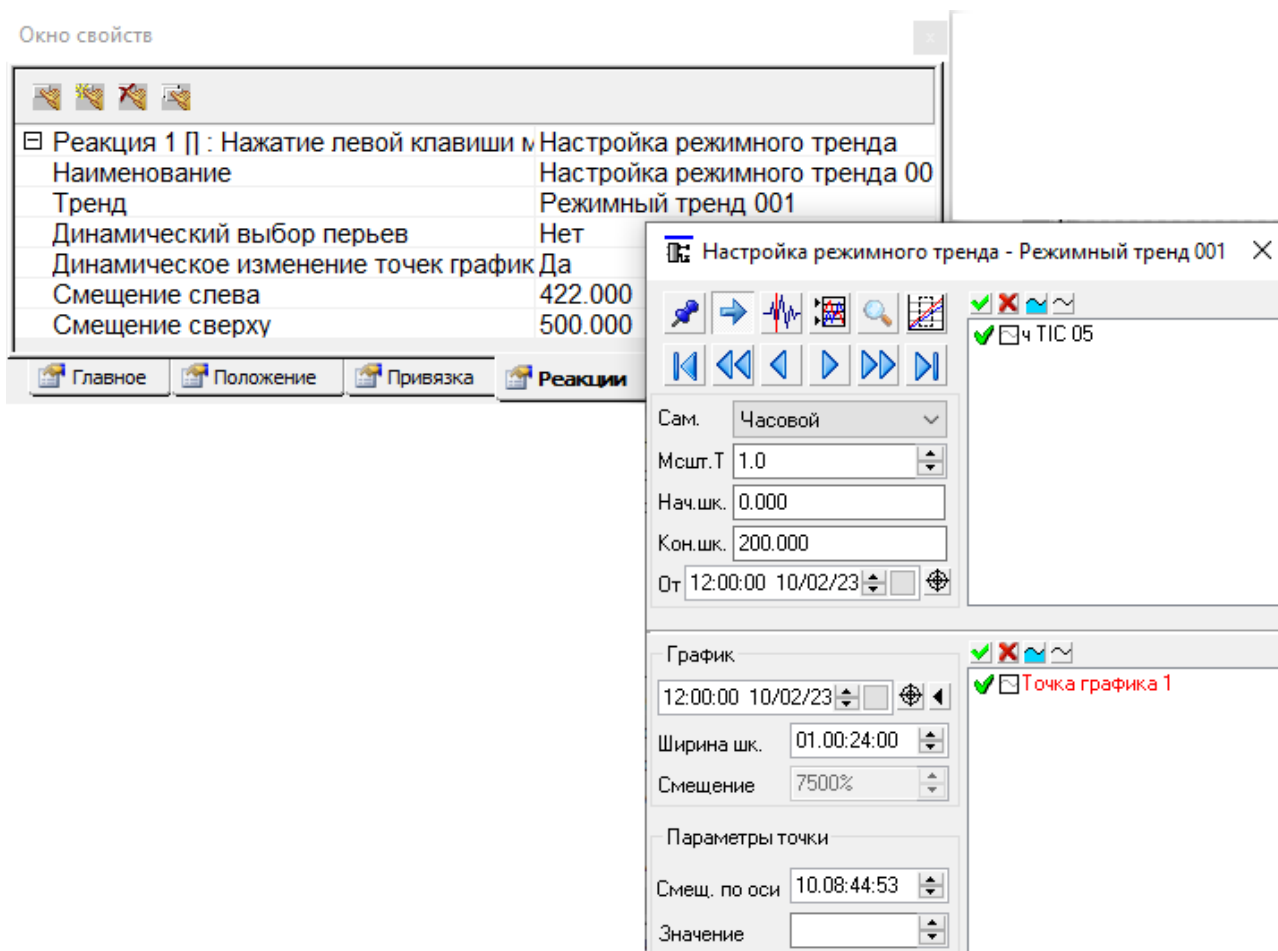 Окно свойств
Реакция 1 [] : Нажатие левой клавиши м Настройка режимного тренда
Наименование Настройка режимного тренда 00
Тренд Режимный тренд 001
Динамический выбор перьев Нет
Динамическое изменение точек график Да
Смещение слева 422.000
Смещение сверху 500.000
Главное Положение Привязка Реакции
Настройка режимного тренда - Режимный тренд 001
Сам. Часовой
Мсшт.Т 1.0
Нач.шк. 0.000
Кон.шк. 200.000
От 12:00:00 10/02/23
ч TIC 05
График
12:00:00 10/02/23
Ширина шк. 01.00:24:00
Смещение 7500%
Параметры точки
Смещ. по оси 10.08:44:53
Значение
Точка графика 1